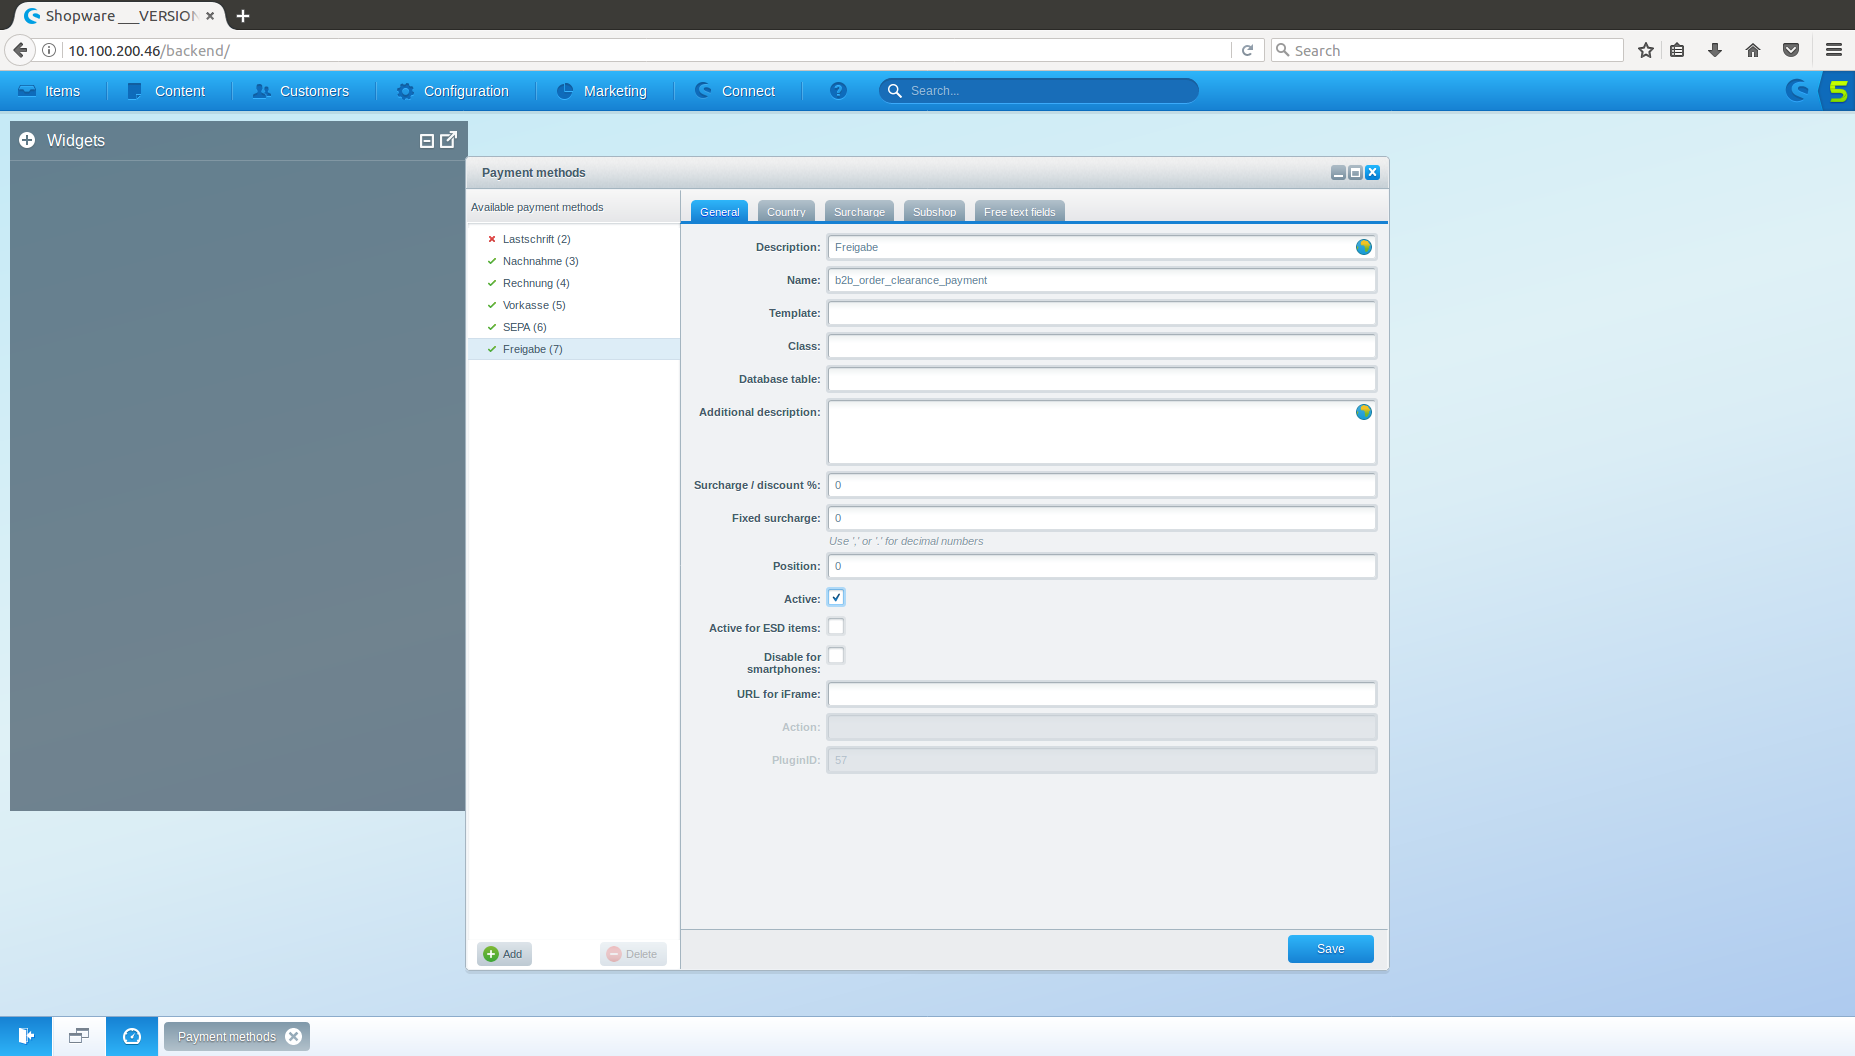 Shopware ___VERSION
10.100.200.46/backend/
Search
Items
Content
Customers
Configuration
Marketing
Connect
?
Search...
5
Widgets
Payment methods
Available payment methods
General
Country
Surcharge
Subshop
Free text fields
Lastschrift (2)
Nachnahme (3)
Rechnung (4)
Vorkasse (5)
SEPA (6)
Freigabe (7)
Description: Freigabe
Name: b2b_order_clearance_payment
Template:
Class:
Database table:
Additional description:
Surcharge / discount %: 0
Fixed surcharge: 0
Use ',' or '.' for decimal numbers
Position: 0
Active:
Active for ESD items:
Disable for
smartphones:
URL for iFrame:
Action:
PluginID: 57
Add
Delete
Save
Payment methods